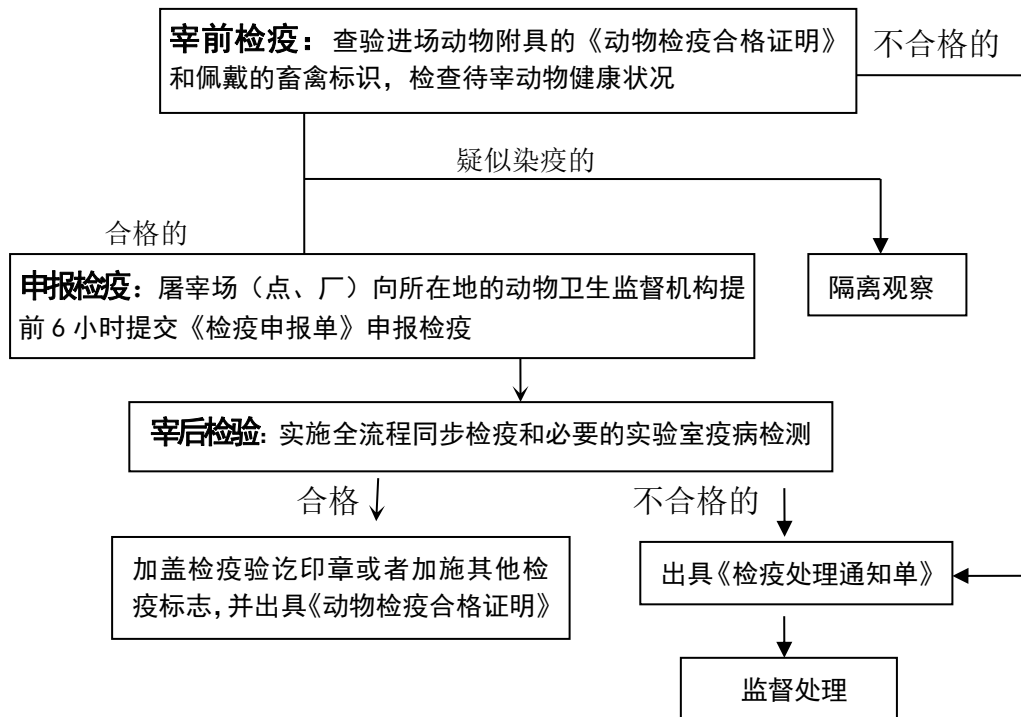 宰前检疫：查验进场动物附具的《动物检疫合格证明》
和佩戴的畜禽标识，检查待宰动物健康状况
不合格的
疑似染疫的
合格的
申报检疫：屠宰场（点、厂）向所在地的动物卫生监督机构提
前6小时提交《检疫申报单》申报检疫
隔离观察
宰后检验：实施全流程同步检疫和必要的实验室疫病检测
合格
不合格的
加盖检疫验讫印章或者加施其他检
疫标志，并出具《动物检疫合格证明》
出具《检疫处理通知单》
监督处理